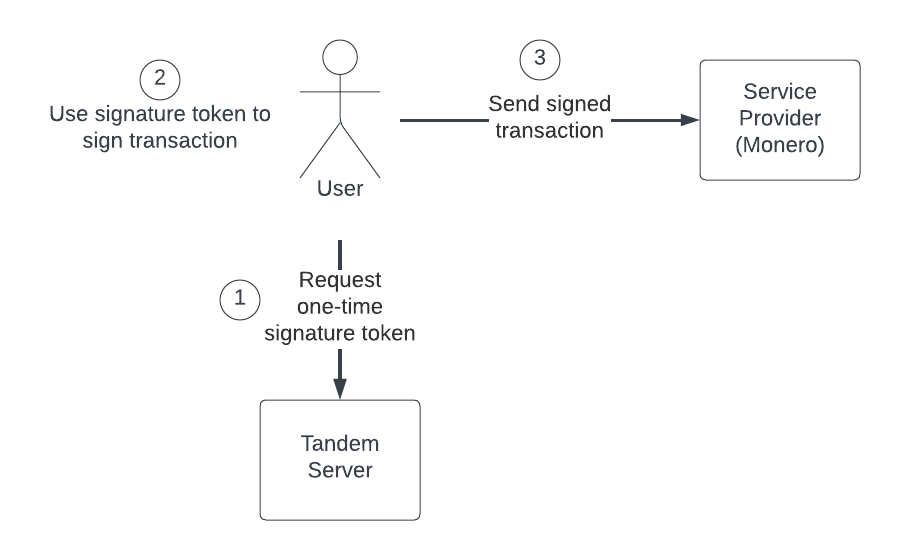 2
Use signature token to
sign transaction
User
3
Send signed
transaction
Service
Provider
(Monero)
1
Request
one-time
signature token
Tandem
Server